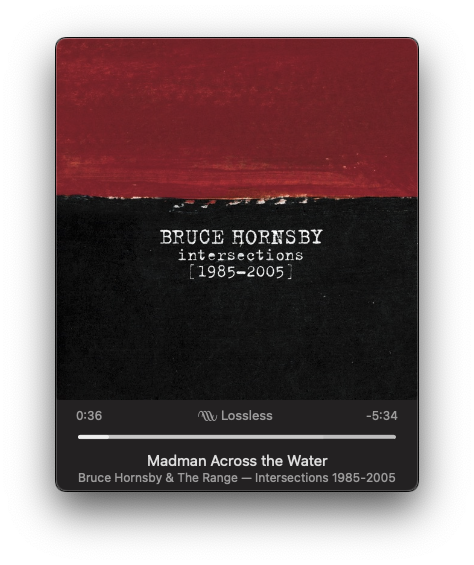 BRUCE HORNSBY
intersections
[1985-2005]
0:36 Lossless -5:34
Madman Across the Water
Bruce Hornsby & The Range — Intersections 1985-2005